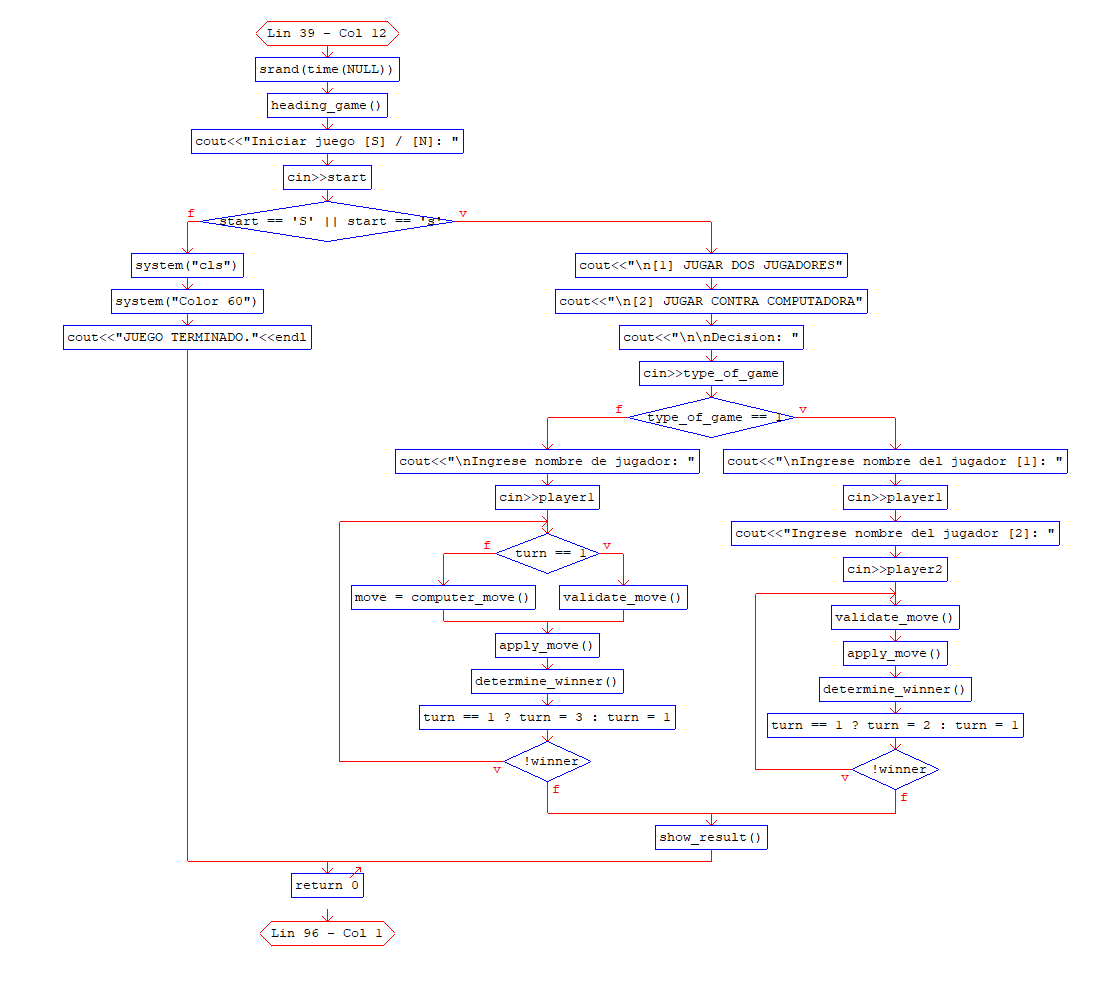 Lin 39 - Col 12
srand(time(NULL))
heading_game()
cout<<"Iniciar juego [S] / [N]: "
cin>>start
f
start == 'S' || start == 's'
v
system("cls")
system("Color 60")
cout<<"JUEGO TERMINADO."<<endl
cout<<"\n[1] JUGAR DOS JUGADORES"
cout<<"\n[2] JUGAR CONTRA COMPUTADORA"
cout<<"\n\nDecision: "
cin>>type_of_game
f
type_of_game == 1
v
cout<<"\nIngrese nombre de jugador: "
cin>>player1
f
turn == 1
v
move = computer_move()
validate_move()
apply_move()
determine_winner()
turn == 1 ? turn = 3 : turn = 1
!winner
v
f
cout<<"\nIngrese nombre del jugador [1]: "
cin>>player1
cout<<"Ingrese nombre del jugador [2]: "
cin>>player2
validate_move()
apply_move()
determine_winner()
turn == 1 ? turn = 2 : turn = 1
!winner
v
f
show_result()
return 0
Lin 96 - Col 1